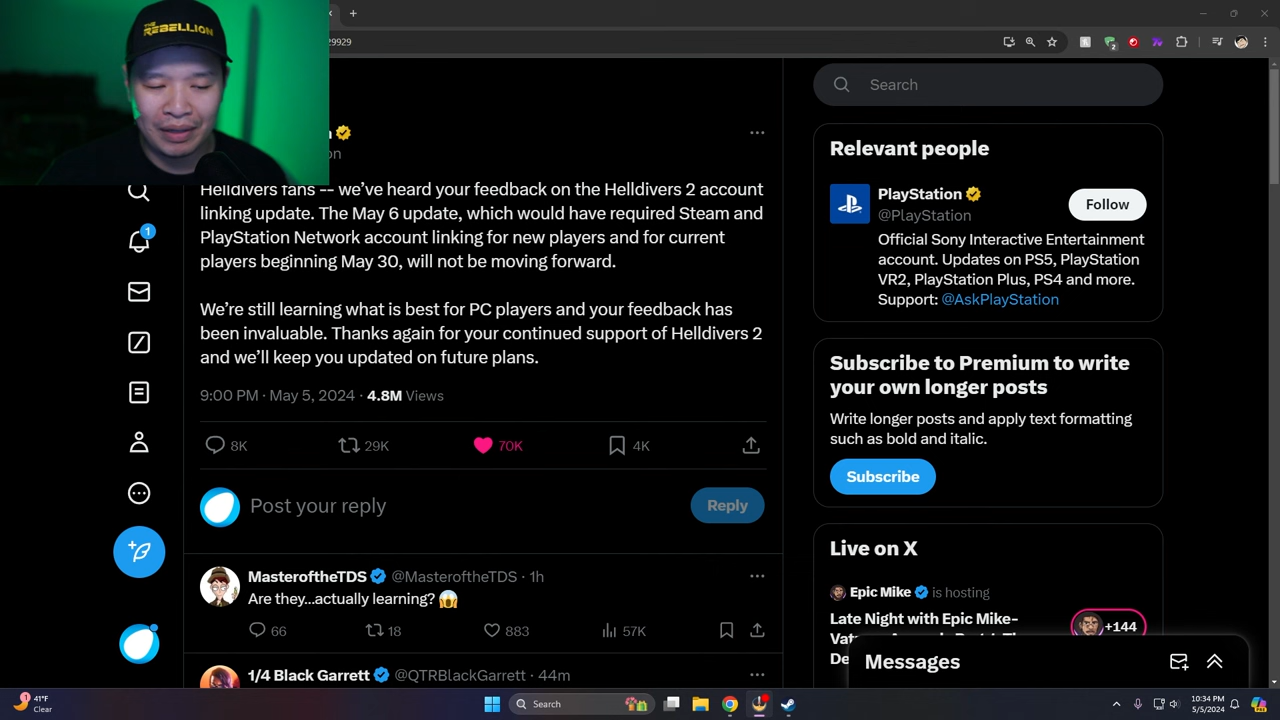 THE
REBELLION
29929
Search
n
on
Helldivers fans -- we've heard your feedback on the Helldivers 2 account
linking update. The May 6 update, which would have required Steam and
PlayStation Network account linking for new players and for current
players beginning May 30, will not be moving forward.
We're still learning what is best for PC players and your feedback has
been invaluable. Thanks again for your continued support of Helldivers 2
and we'll keep you updated on future plans.
9:00 PM · May 5, 2024 · 4.8M Views
8K 29K 70K 4K
Post your reply
Reply
MasteroftheTDS @MasteroftheTDS · 1h
Are they...actually learning?
66 18 883 57K
1/4 Black Garrett @QTRBlackGarrett · 44m
1
Relevant people
PlayStation
@PlayStation
Follow
Official Sony Interactive Entertainment
account. Updates on PS5, PlayStation
VR2, PlayStation Plus, PS4 and more.
Support: @AskPlayStation
Subscribe to Premium to write
your own longer posts
Write longer posts and apply text formatting
such as bold and italic.
Subscribe
Live on X
Epic Mike is hosting
Late Night with Epic Mike-
+144
De
Messages
1
41°F
Clear
Search
10:34 PM
5/5/2024